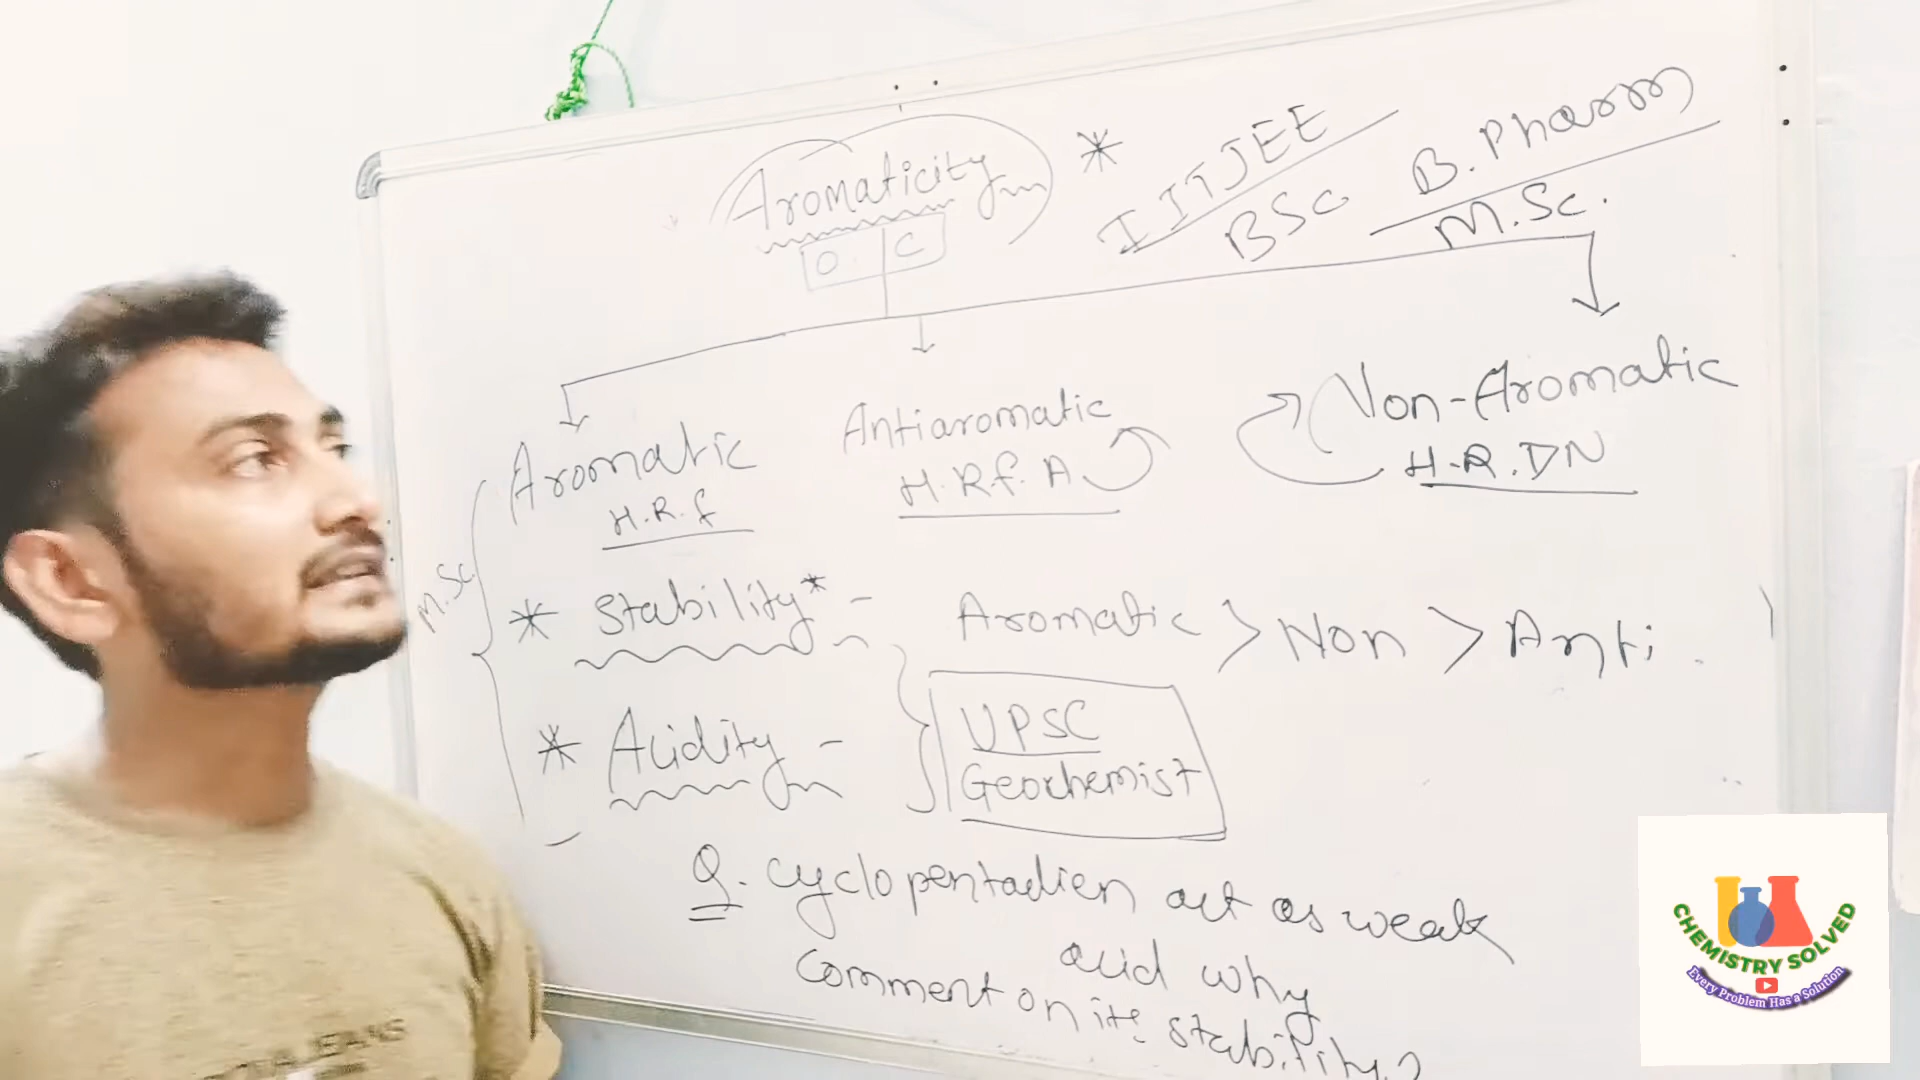 Aromaticity *
O. C
IITJEE
BSc
B. Pharm
M.Sc.
Aromatic
H.R.f
Antiaromatic
H.Rf.A
Non-Aromatic
H.R.DN
M.Sc
* Stability* - Aromatic > Non > Anti
* Acidity -
UPSC
Geochemist
Q. cyclopentadien act as weak
acid why
comment on its stability?
CHEMISTRY SOLVED
Every Problem Has a Solution